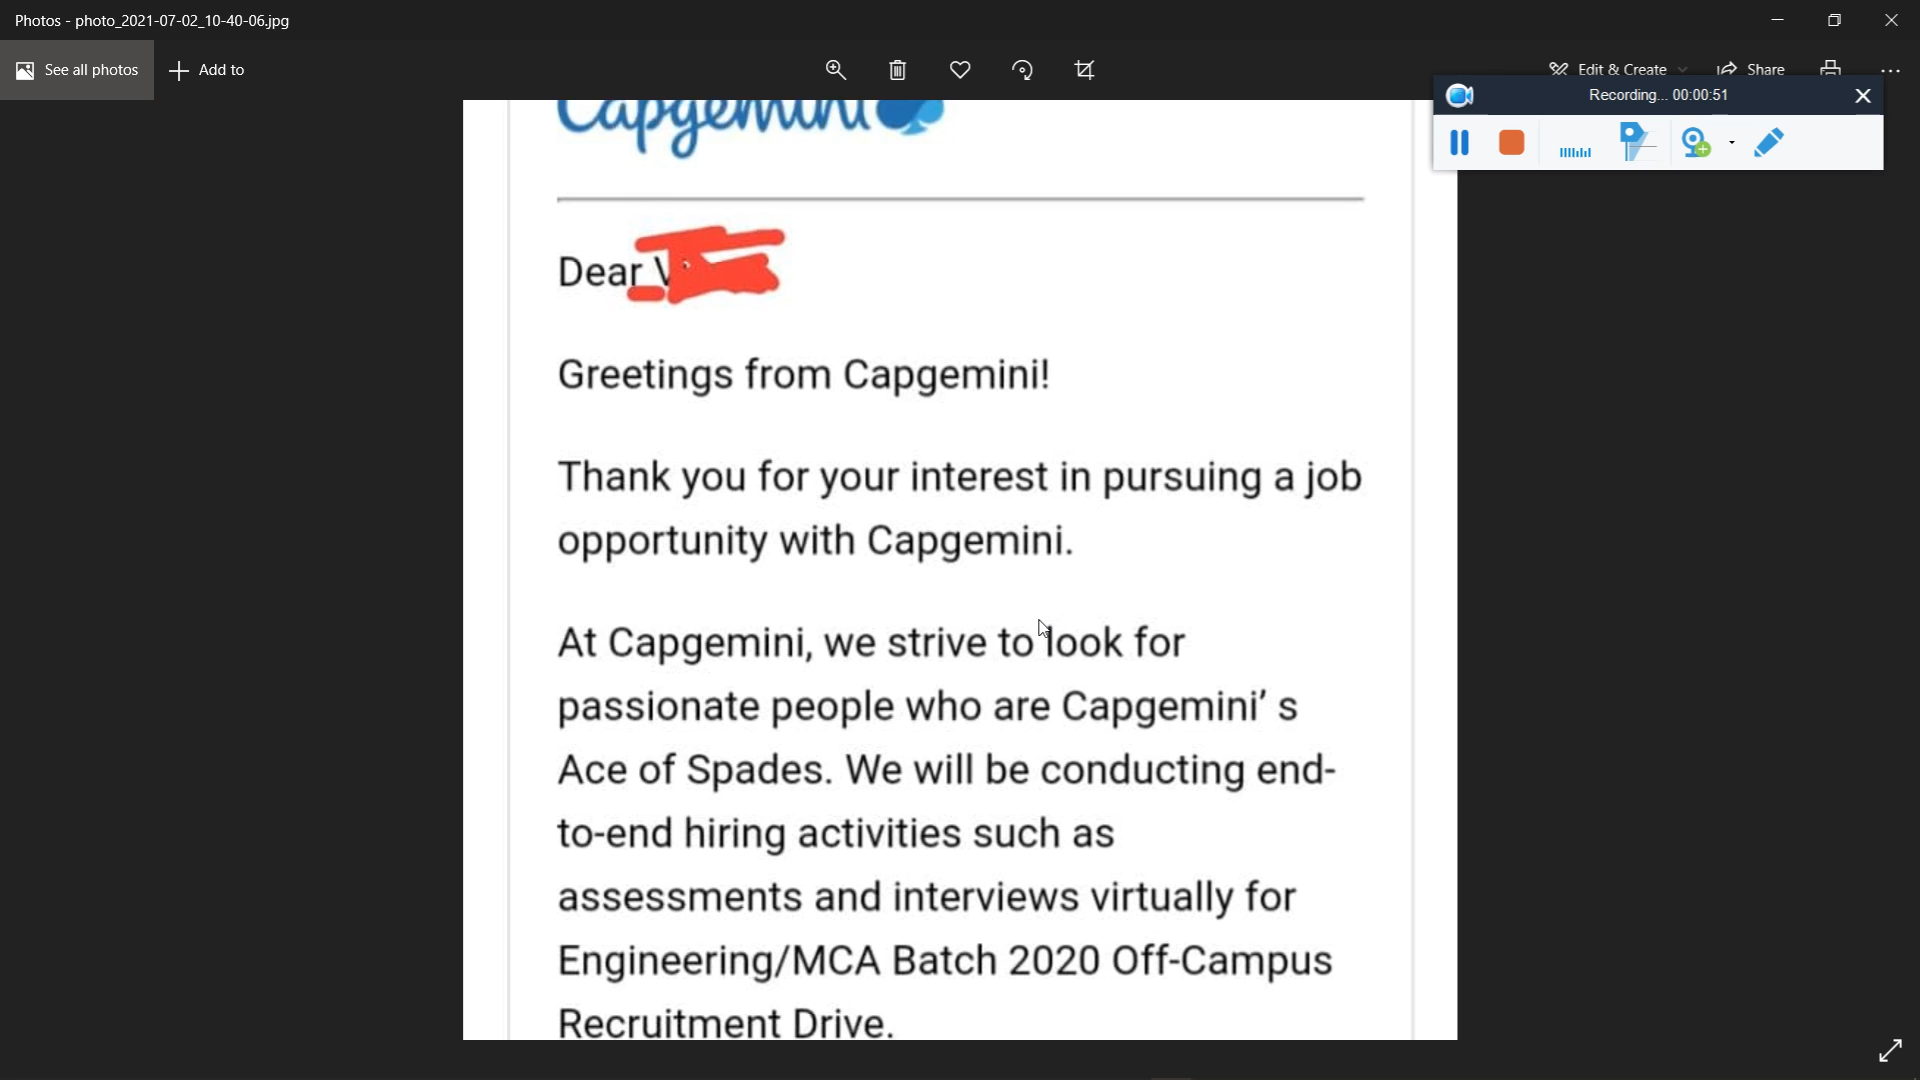 Photos - photo_2021-07-02_10-40-06.jpg
See all photos
Add to
Edit & Create
Share
Recording... 00:00:51
Capgemini
Dear
Greetings from Capgemini!
Thank you for your interest in pursuing a job
opportunity with Capgemini.
At Capgemini, we strive to look for
passionate people who are Capgemini’ s
Ace of Spades. We will be conducting end-
to-end hiring activities such as
assessments and interviews virtually for
Engineering/MCA Batch 2020 Off-Campus
Recruitment Drive.